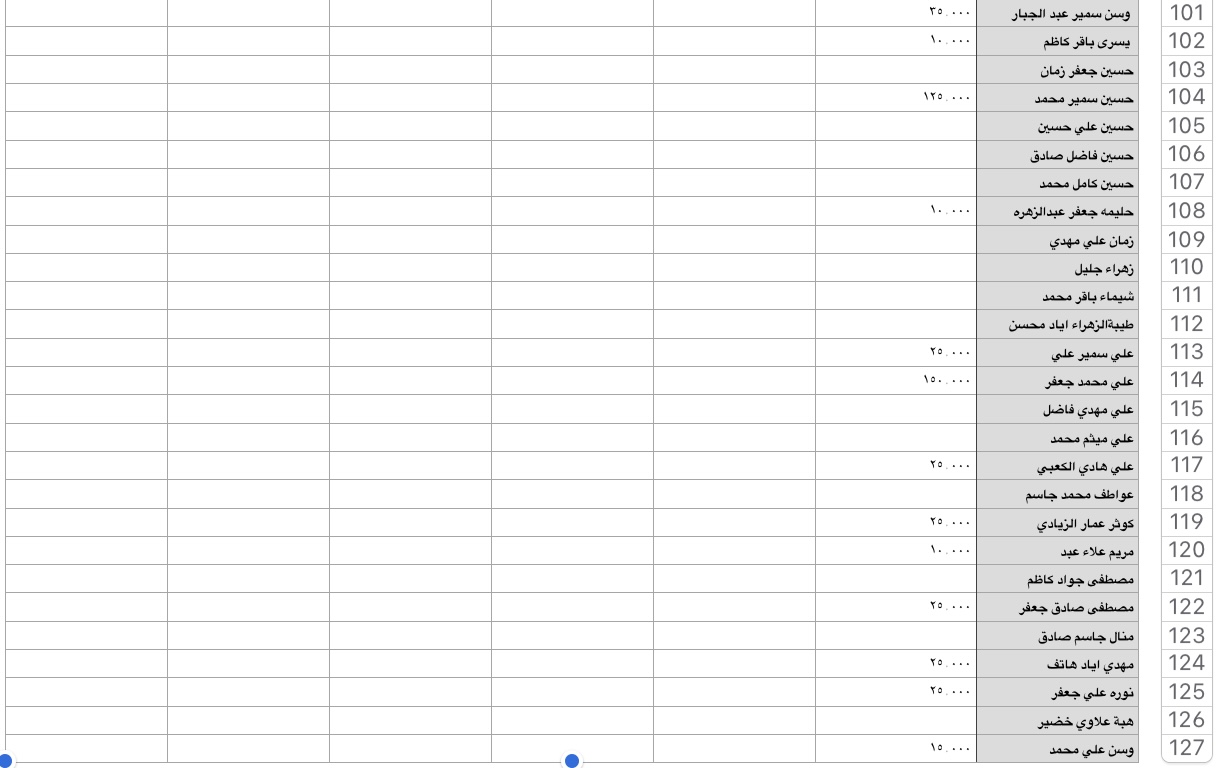 101 وسن سمير عبد الجبار ٣٥.٠٠٠
102 يسرى باقر كاظم ١٠.٠٠٠
103 حسين جعفر زمان
104 حسين سمير محمد ١٢٥.٠٠٠
105 حسين علي حسين
106 حسين فاضل صادق
107 حسين كامل محمد
108 حليمه جعفر عبدالزهره ١٠.٠٠٠
109 زمان علي مهدي
110 زهراء جليل
111 شيماء باقر محمد
112 طيبةالزهراء اياد محسن
113 علي سمير علي ٢٥.٠٠٠
114 علي محمد جعفر ١٥٠.٠٠٠
115 علي مهدي فاضل
116 علي ميثم محمد
117 علي هادي الكعبي ٢٥.٠٠٠
118 عواطف محمد جاسم
119 كوثر عمار الزيادي ٢٥.٠٠٠
120 مريم علاء عبد ١٠.٠٠٠
121 مصطفى جواد كاظم
122 مصطفى صادق جعفر ٢٥.٠٠٠
123 منال جاسم صادق
124 مهدي اياد هاتف ٢٥.٠٠٠
125 نوره علي جعفر ٢٥.٠٠٠
126 هبة علاوي خضير
127 وسن علي محمد ١٥.٠٠٠